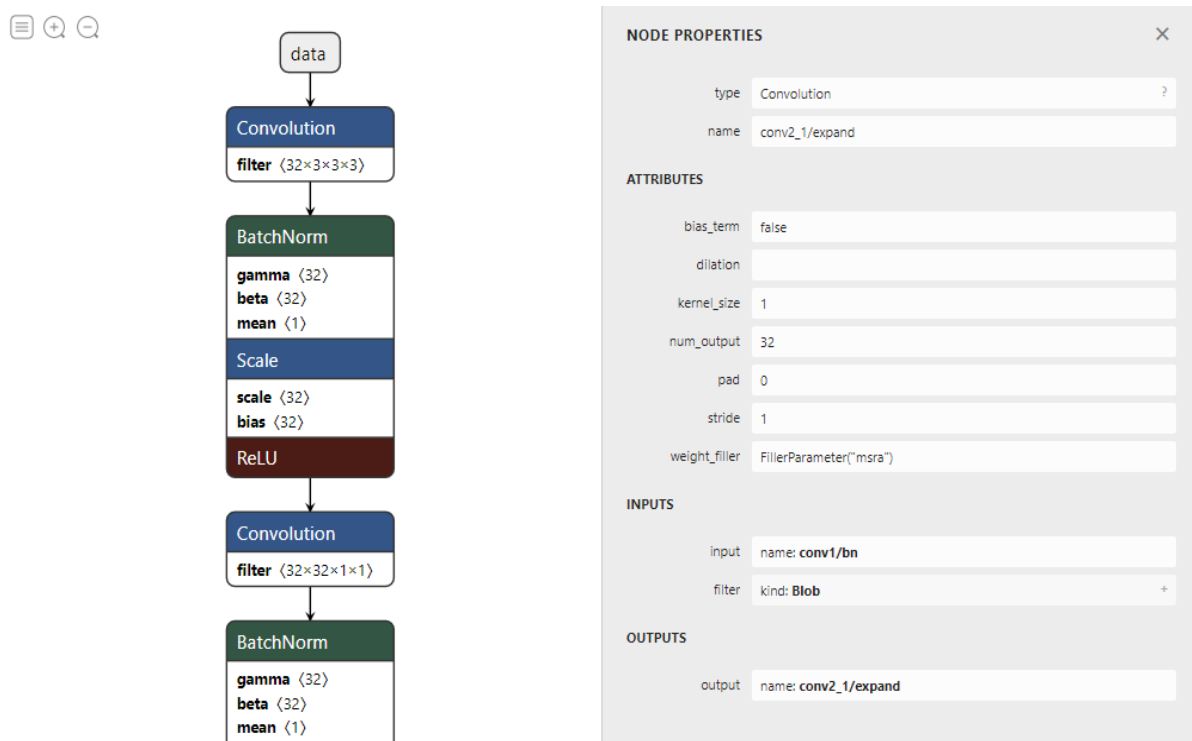 data
Convolution
filter ⟨32×3×3×3⟩
BatchNorm
gamma ⟨32⟩
beta ⟨32⟩
mean ⟨1⟩
Scale
scale ⟨32⟩
bias ⟨32⟩
ReLU
Convolution
filter ⟨32×32×1×1⟩
BatchNorm
gamma ⟨32⟩
beta ⟨32⟩
mean ⟨1⟩
NODE PROPERTIES
type Convolution ?
name conv2_1/expand
ATTRIBUTES
bias_term false
dilation
kernel_size 1
num_output 32
pad 0
stride 1
weight_filler FillerParameter("msra")
INPUTS
input name: conv1/bn
filter kind: Blob +
OUTPUTS
output name: conv2_1/expand